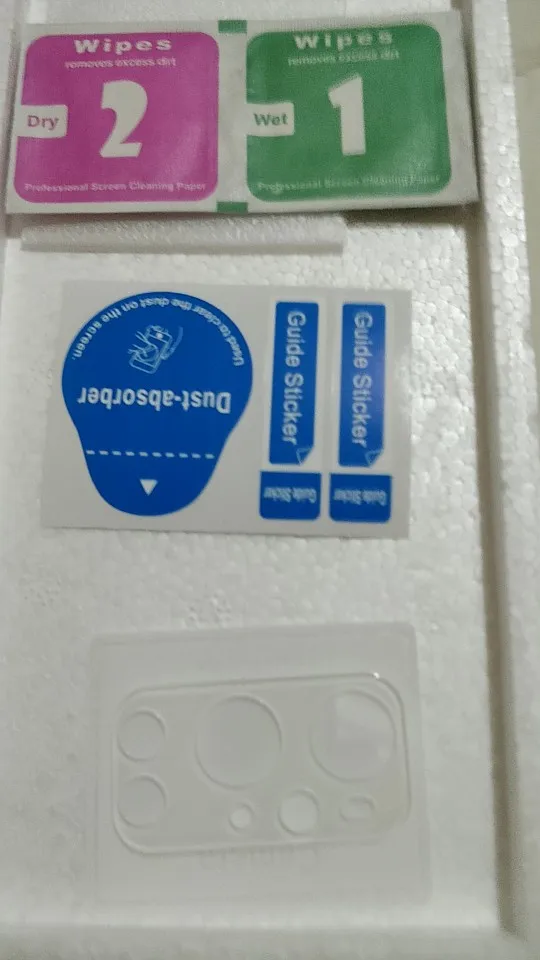 Wipes
removes excess dirt
Dry
2
Professional Screen Cleaning Paper
Wipes
removes excess dirt
Wet
1
Professional Screen Cleaning Paper
Used to clear the dust on the screen.
Dust-absorber
Guide Sticker
Guide Sticker
Guide Sticker
Guide Sticker